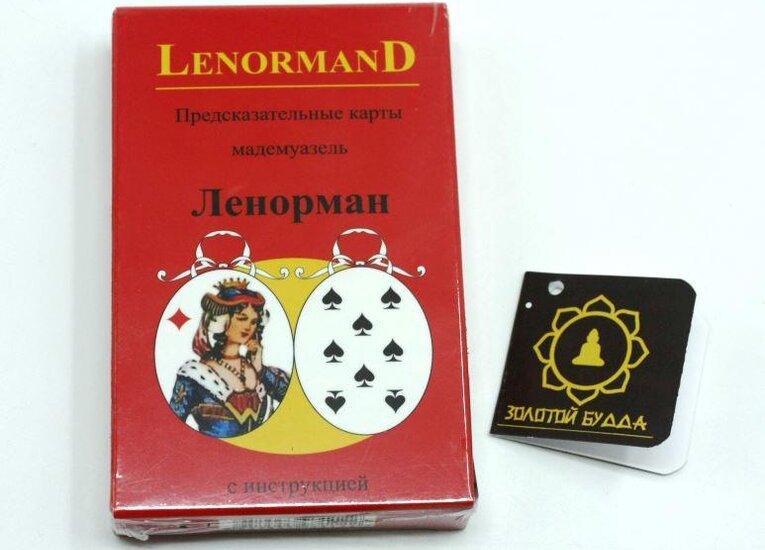 LENORMAND
Предсказательные карты
мадемуазель
Ленорман
с инструкцией
ЗОЛОТОЙ БУДДА